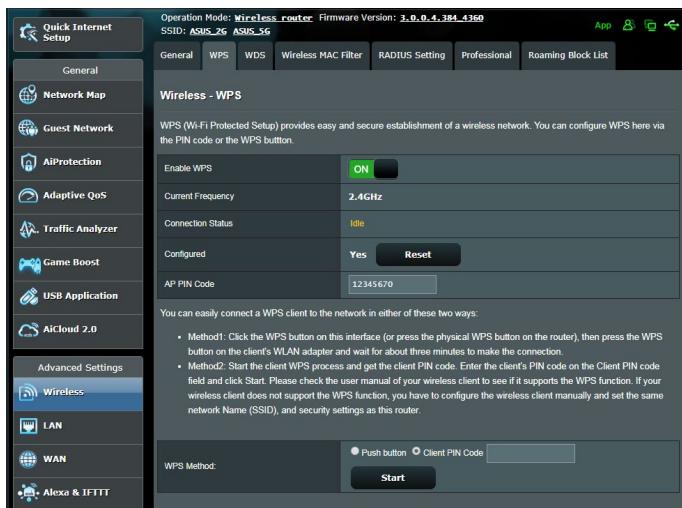 Quick Internet
Setup
General
Network Map
Guest Network
AiProtection
Adaptive QoS
Traffic Analyzer
Game Boost
USB Application
AiCloud 2.0
Advanced Settings
Wireless
LAN
WAN
Alexa & IFTTT
Operation Mode: Wireless router Firmware Version: 3.0.0.4.384_4360
SSID: ASUS_2G ASUS_5G
App
General WPS WDS Wireless MAC Filter RADIUS Setting Professional Roaming Block List
Wireless - WPS
WPS (Wi-Fi Protected Setup) provides easy and secure establishment of a wireless network. You can configure WPS here via
the PIN code or the WPS buttton.
Enable WPS ON
Current Frequency 2.4GHz
Connection Status Idle
Configured Yes Reset
AP PIN Code 12345670
You can easily connect a WPS client to the network in either of these two ways:
• Method1: Click the WPS button on this interface (or press the physical WPS button on the router), then press the WPS
button on the client's WLAN adapter and wait for about three minutes to make the connection.
• Method2: Start the client WPS process and get the client PIN code. Enter the client's PIN code on the Client PIN code
field and click Start. Please check the user manual of your wireless client to see if it supports the WPS function. If your
wireless client does not support the WPS function, you have to configure the wireless client manually and set the same
network Name (SSID), and security settings as this router.
WPS Method: Push button Client PIN Code
Start